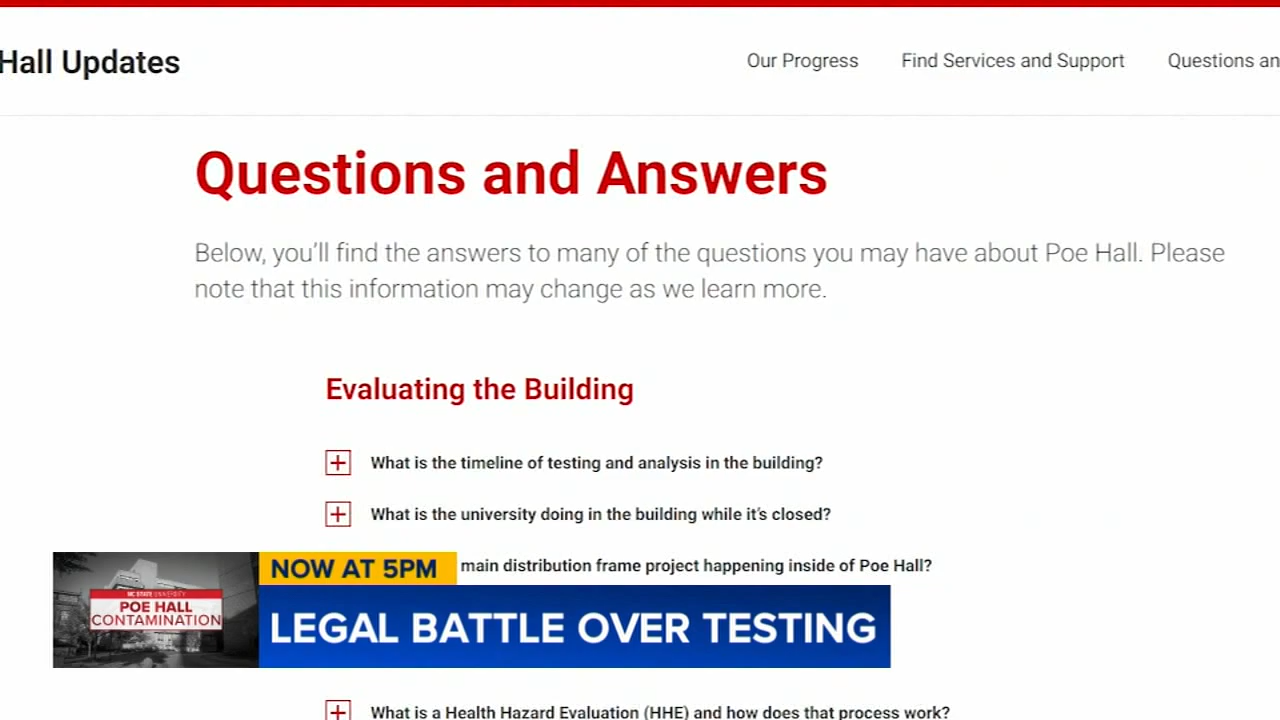 Hall Updates
Our Progress
Find Services and Support
Questions an
Questions and Answers
Below, you'll find the answers to many of the questions you may have about Poe Hall. Please
note that this information may change as we learn more.
Evaluating the Building
What is the timeline of testing and analysis in the building?
What is the university doing in the building while it's closed?
main distribution frame project happening inside of Poe Hall?
NOW AT 5PM
NC STATE UNIVERSITY
POE HALL
CONTAMINATION
LEGAL BATTLE OVER TESTING
What is a Health Hazard Evaluation (HHE) and how does that process work?